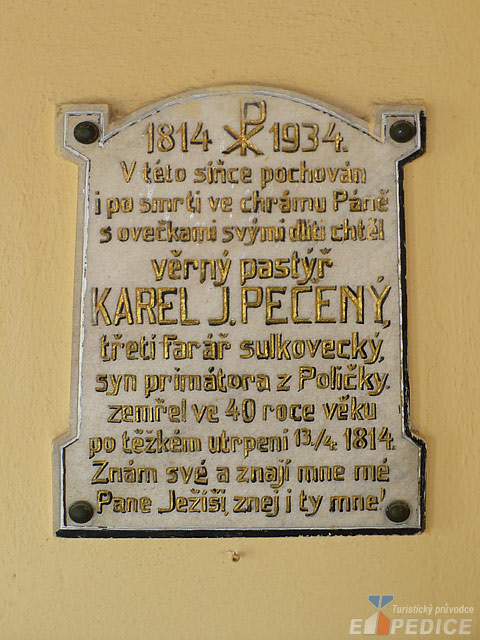 1814 ☧ 1934.
V této síňce pochován
i po smrti ve chrámu Páně
s ovečkami svými dlíti chtěl
věrný pastýř
KAREL J. PEČENÝ,
třetí farář sulkovecký,
syn primátora z Poličky.
zemřel ve 40 roce věku
po těžkém utrpení 13./4. 1814.
Znám své a znají mne mé
Pane Ježíši, znej i ty mne!
Turistický průvodce
EXPEDICE